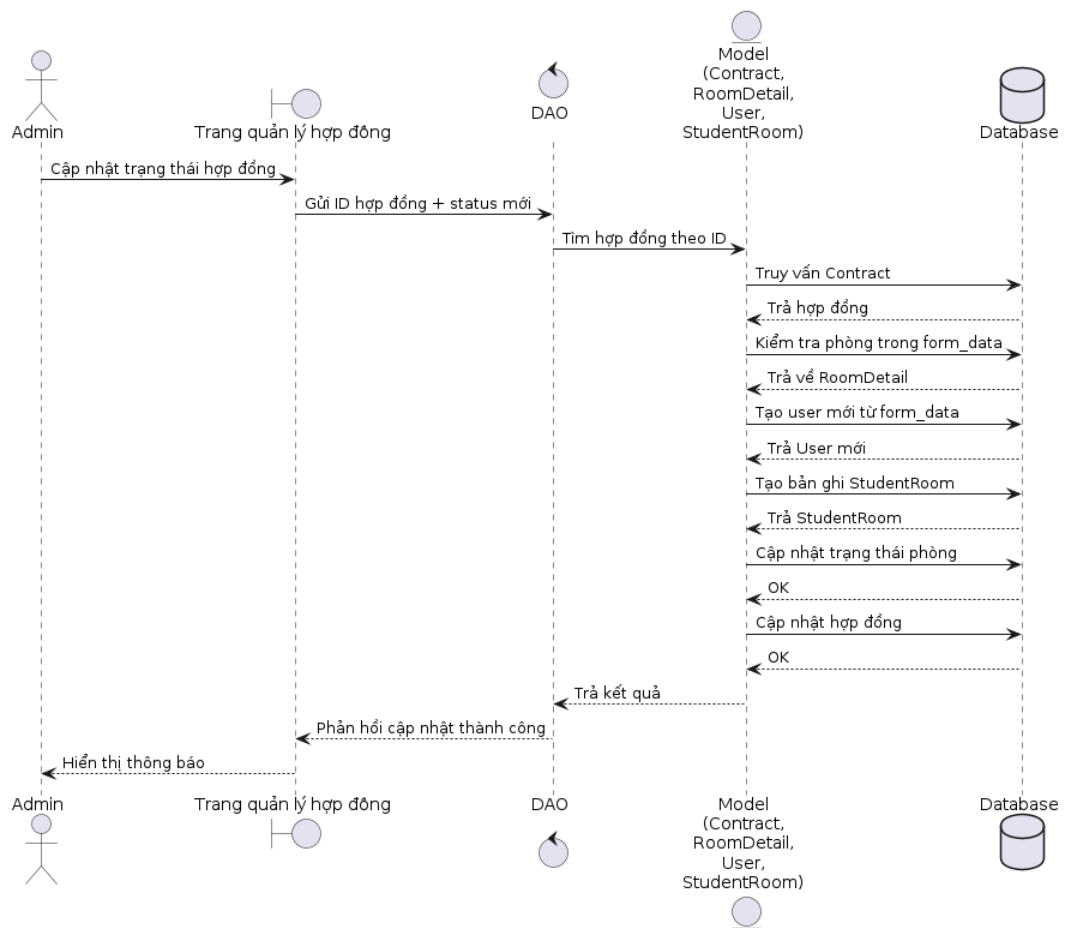 Model
(Contract,
RoomDetail,
User,
StudentRoom)
Admin
Trang quản lý hợp đồng
DAO
Database
Cập nhật trạng thái hợp đồng
Gửi ID hợp đồng + status mới
Tìm hợp đồng theo ID
Truy vấn Contract
Trả hợp đồng
Kiểm tra phòng trong form_data
Trả về RoomDetail
Tạo user mới từ form_data
Trả User mới
Tạo bản ghi StudentRoom
Trả StudentRoom
Cập nhật trạng thái phòng
OK
Cập nhật hợp đồng
OK
Trả kết quả
Phản hồi cập nhật thành công
Hiển thị thông báo
Admin
Trang quản lý hợp đồng
DAO
Model
(Contract,
RoomDetail,
User,
StudentRoom)
Database